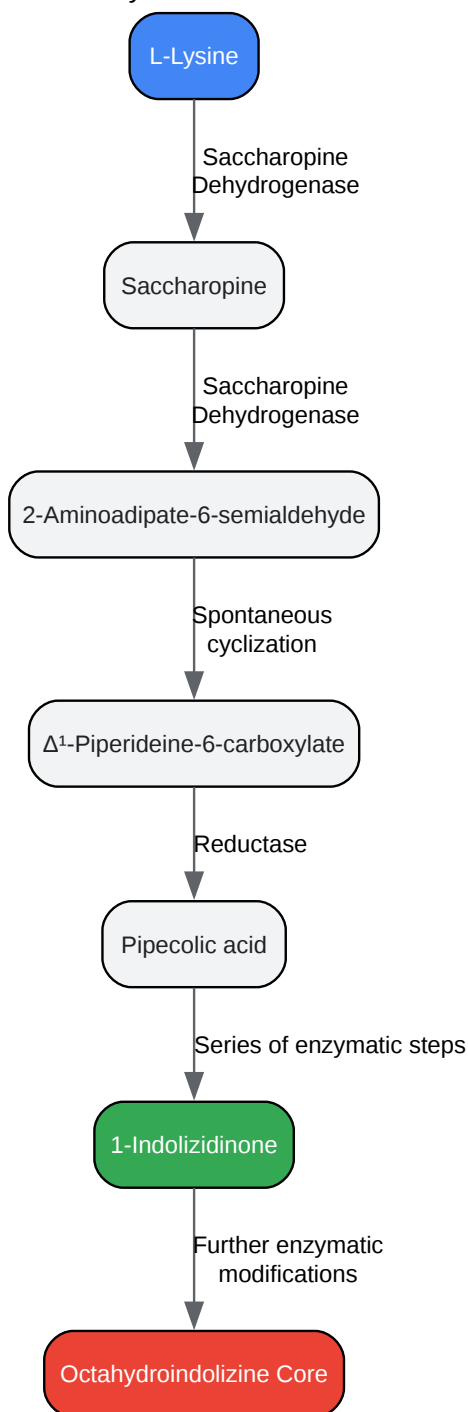 L-Lysine
Saccharopine
Dehydrogenase
Saccharopine
Saccharopine
Dehydrogenase
2-Aminoadipate-6-semialdehyde
Spontaneous
cyclization
Δ¹-Piperideine-6-carboxylate
Reductase
Pipecolic acid
Series of enzymatic steps
1-Indolizidinone
Further enzymatic
modifications
Octahydroindolizine Core